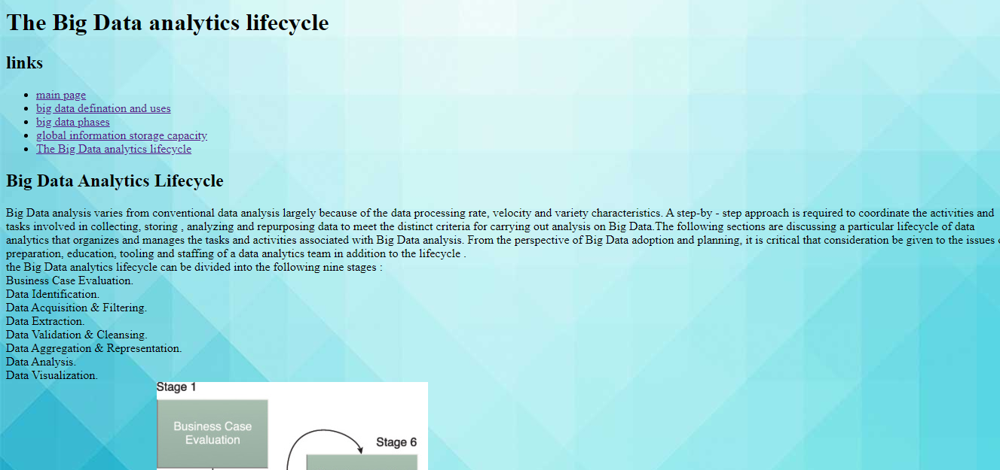 The Big Data analytics lifecycle
links
main page
big data defination and uses
big data phases
global information storage capacity
The Big Data analytics lifecycle
Big Data Analytics Lifecycle
Big Data analysis varies from conventional data analysis largely because of the data processing rate, velocity and variety characteristics. A step-by - step approach is required to coordinate the activities and
tasks involved in collecting, storing , analyzing and repurposing data to meet the distinct criteria for carrying out analysis on Big Data.The following sections are discussing a particular lifecycle of data
analytics that organizes and manages the tasks and activities associated with Big Data analysis. From the perspective of Big Data adoption and planning, it is critical that consideration be given to the issues
preparation, education, tooling and staffing of a data analytics team in addition to the lifecycle .
the Big Data analytics lifecycle can be divided into the following nine stages :
Business Case Evaluation.
Data Identification.
Data Acquisition & Filtering.
Data Extraction.
Data Validation & Cleansing.
Data Aggregation & Representation.
Data Analysis.
Data Visualization.
Stage 1
Business Case
Evaluation
Stage 6